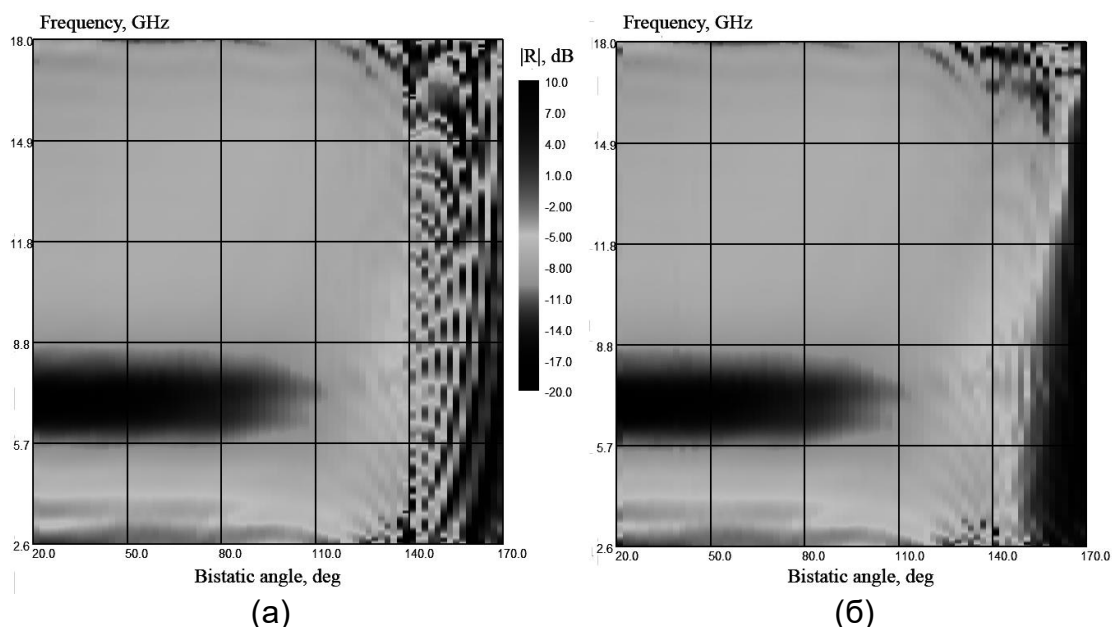 Frequency, GHz
18.0
14.9
11.8
8.8
5.7
2.6
20.0 50.0 80.0 110.0 140.0 170.0
Bistatic angle, deg
(а)
|R|, dB
10.0
7.00
4.00
1.00
-2.00
-5.00
-8.00
-11.0
-14.0
-17.0
-20.0
Frequency, GHz
18.0
14.9
11.8
8.8
5.7
2.6
20.0 50.0 80.0 110.0 140.0 170.0
Bistatic angle, deg
(б)